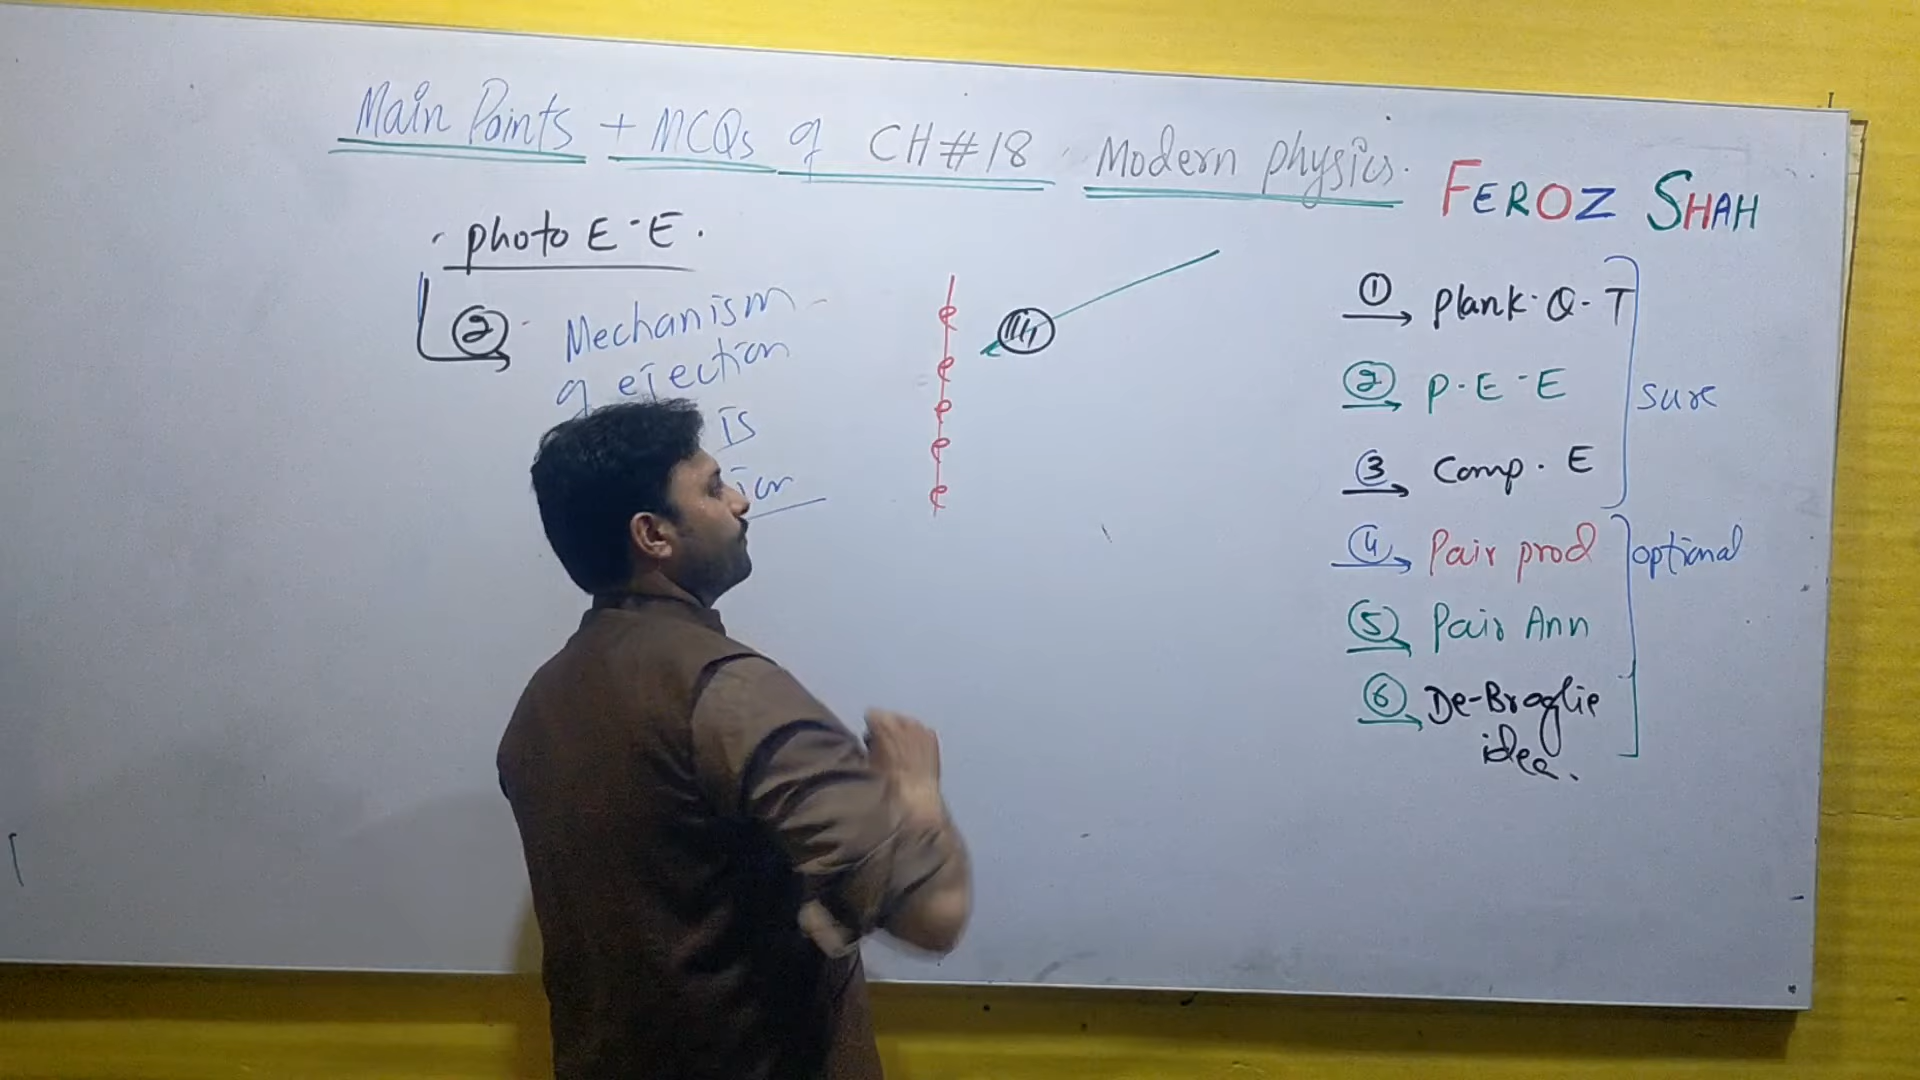 Main Points + MCQs of CH#18 Modern physics.
FEROZ SHAH
photo E-E.
② Mechanism
of ejection
is
e
e
e
e
e
① Plank. Q-T
② P-E-E
③ Comp. E
sure
④ Pair prod
⑤ Pair Ann
⑥ De-Broglie
idea.
optional